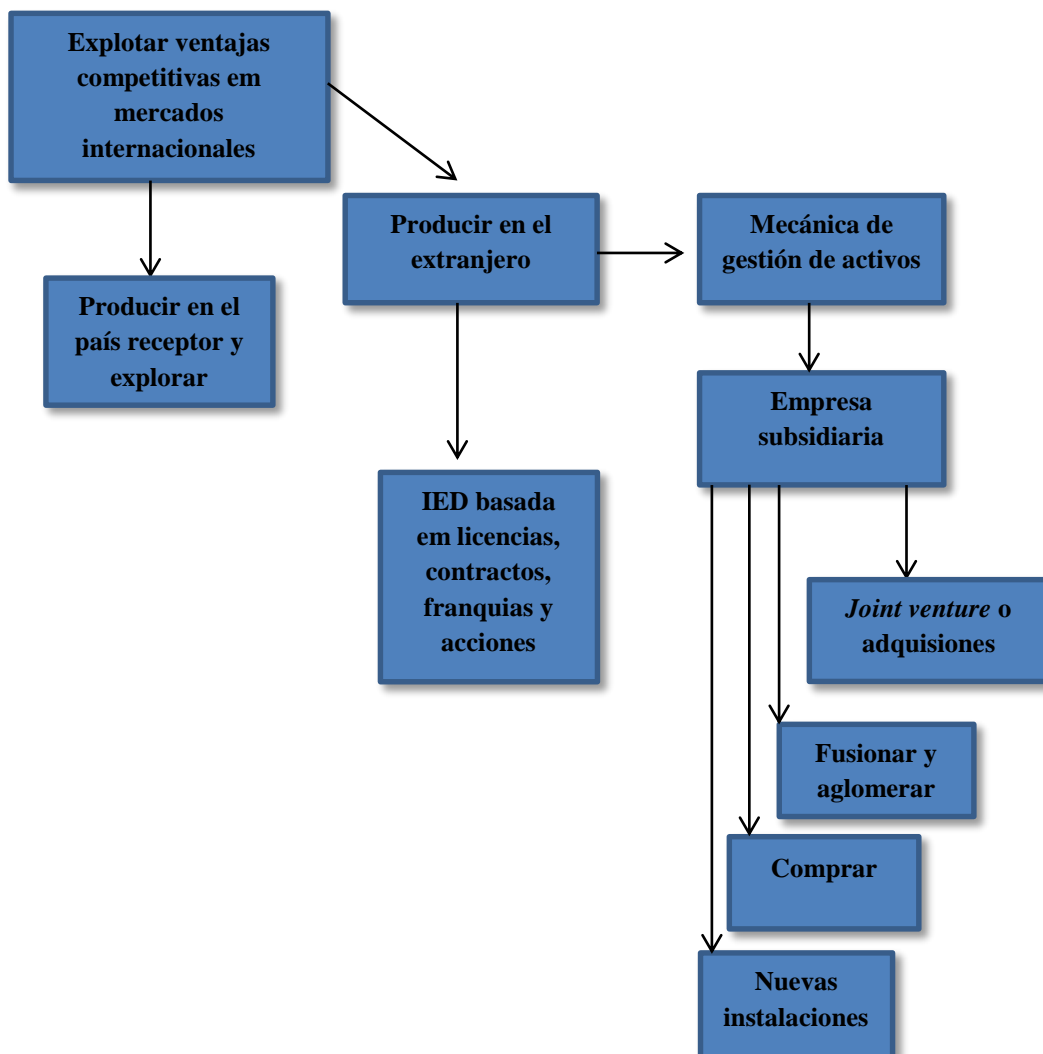 Explotar ventajas
competitivas em
mercados
internacionales
Producir en el
extranjero
Mecánica de
gestión de activos
Producir en el
país receptor y
explorar
Empresa
subsidiaria
IED basada
em licencias,
contractos,
franquias y
acciones
Joint venture o
adquisiones
Fusionar y
aglomerar
Comprar
Nuevas
instalaciones